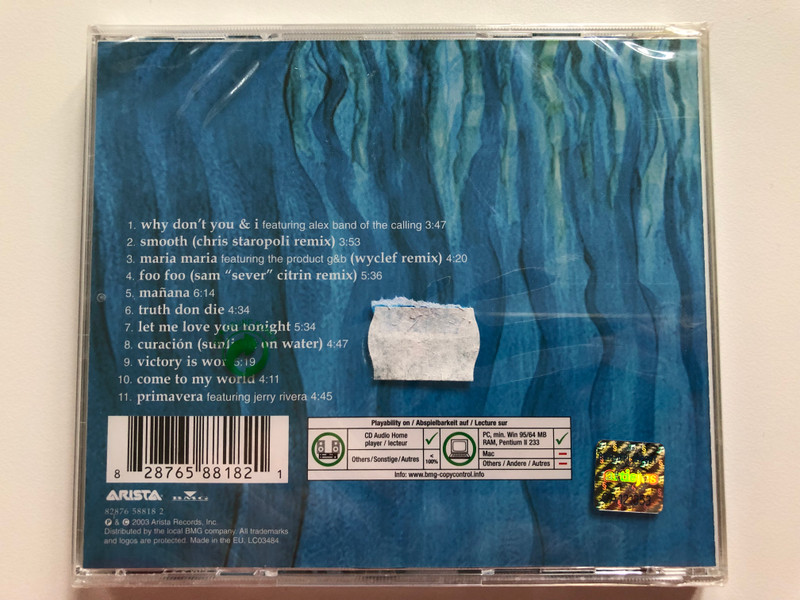 1. why don't you & i featuring alex band of the calling 3:47
2. smooth (chris staropoli remix) 3:53
3. maria maria featuring the product g&b (wyclef remix) 4:20
4. foo foo (sam "sever" citrin remix) 5:36
5. mañana 6:14
6. truth don die 4:34
7. let me love you tonight 5:34
8. curación (sunlight on water) 4:47
9. victory is won 5:19
10. come to my world 4:11
11. primavera featuring jerry rivera 4:45
Playability on / Abspielbarkeit auf / Lecture sur
CD Audio Home player / lecteur
Others / Sonstige / Autres < 100%
PC, min. Win 95/64 MB RAM, Pentium II 233
Mac
Others / Andere / Autres
Info: www.bmg-copycontrol.info
8 28765 88182 1
ARISTA BMG
82876 58818 2
℗ & © 2003 Arista Records, Inc.
Distributed by the local BMG company. All trademarks
and logos are protected. Made in the EU. LC03484.